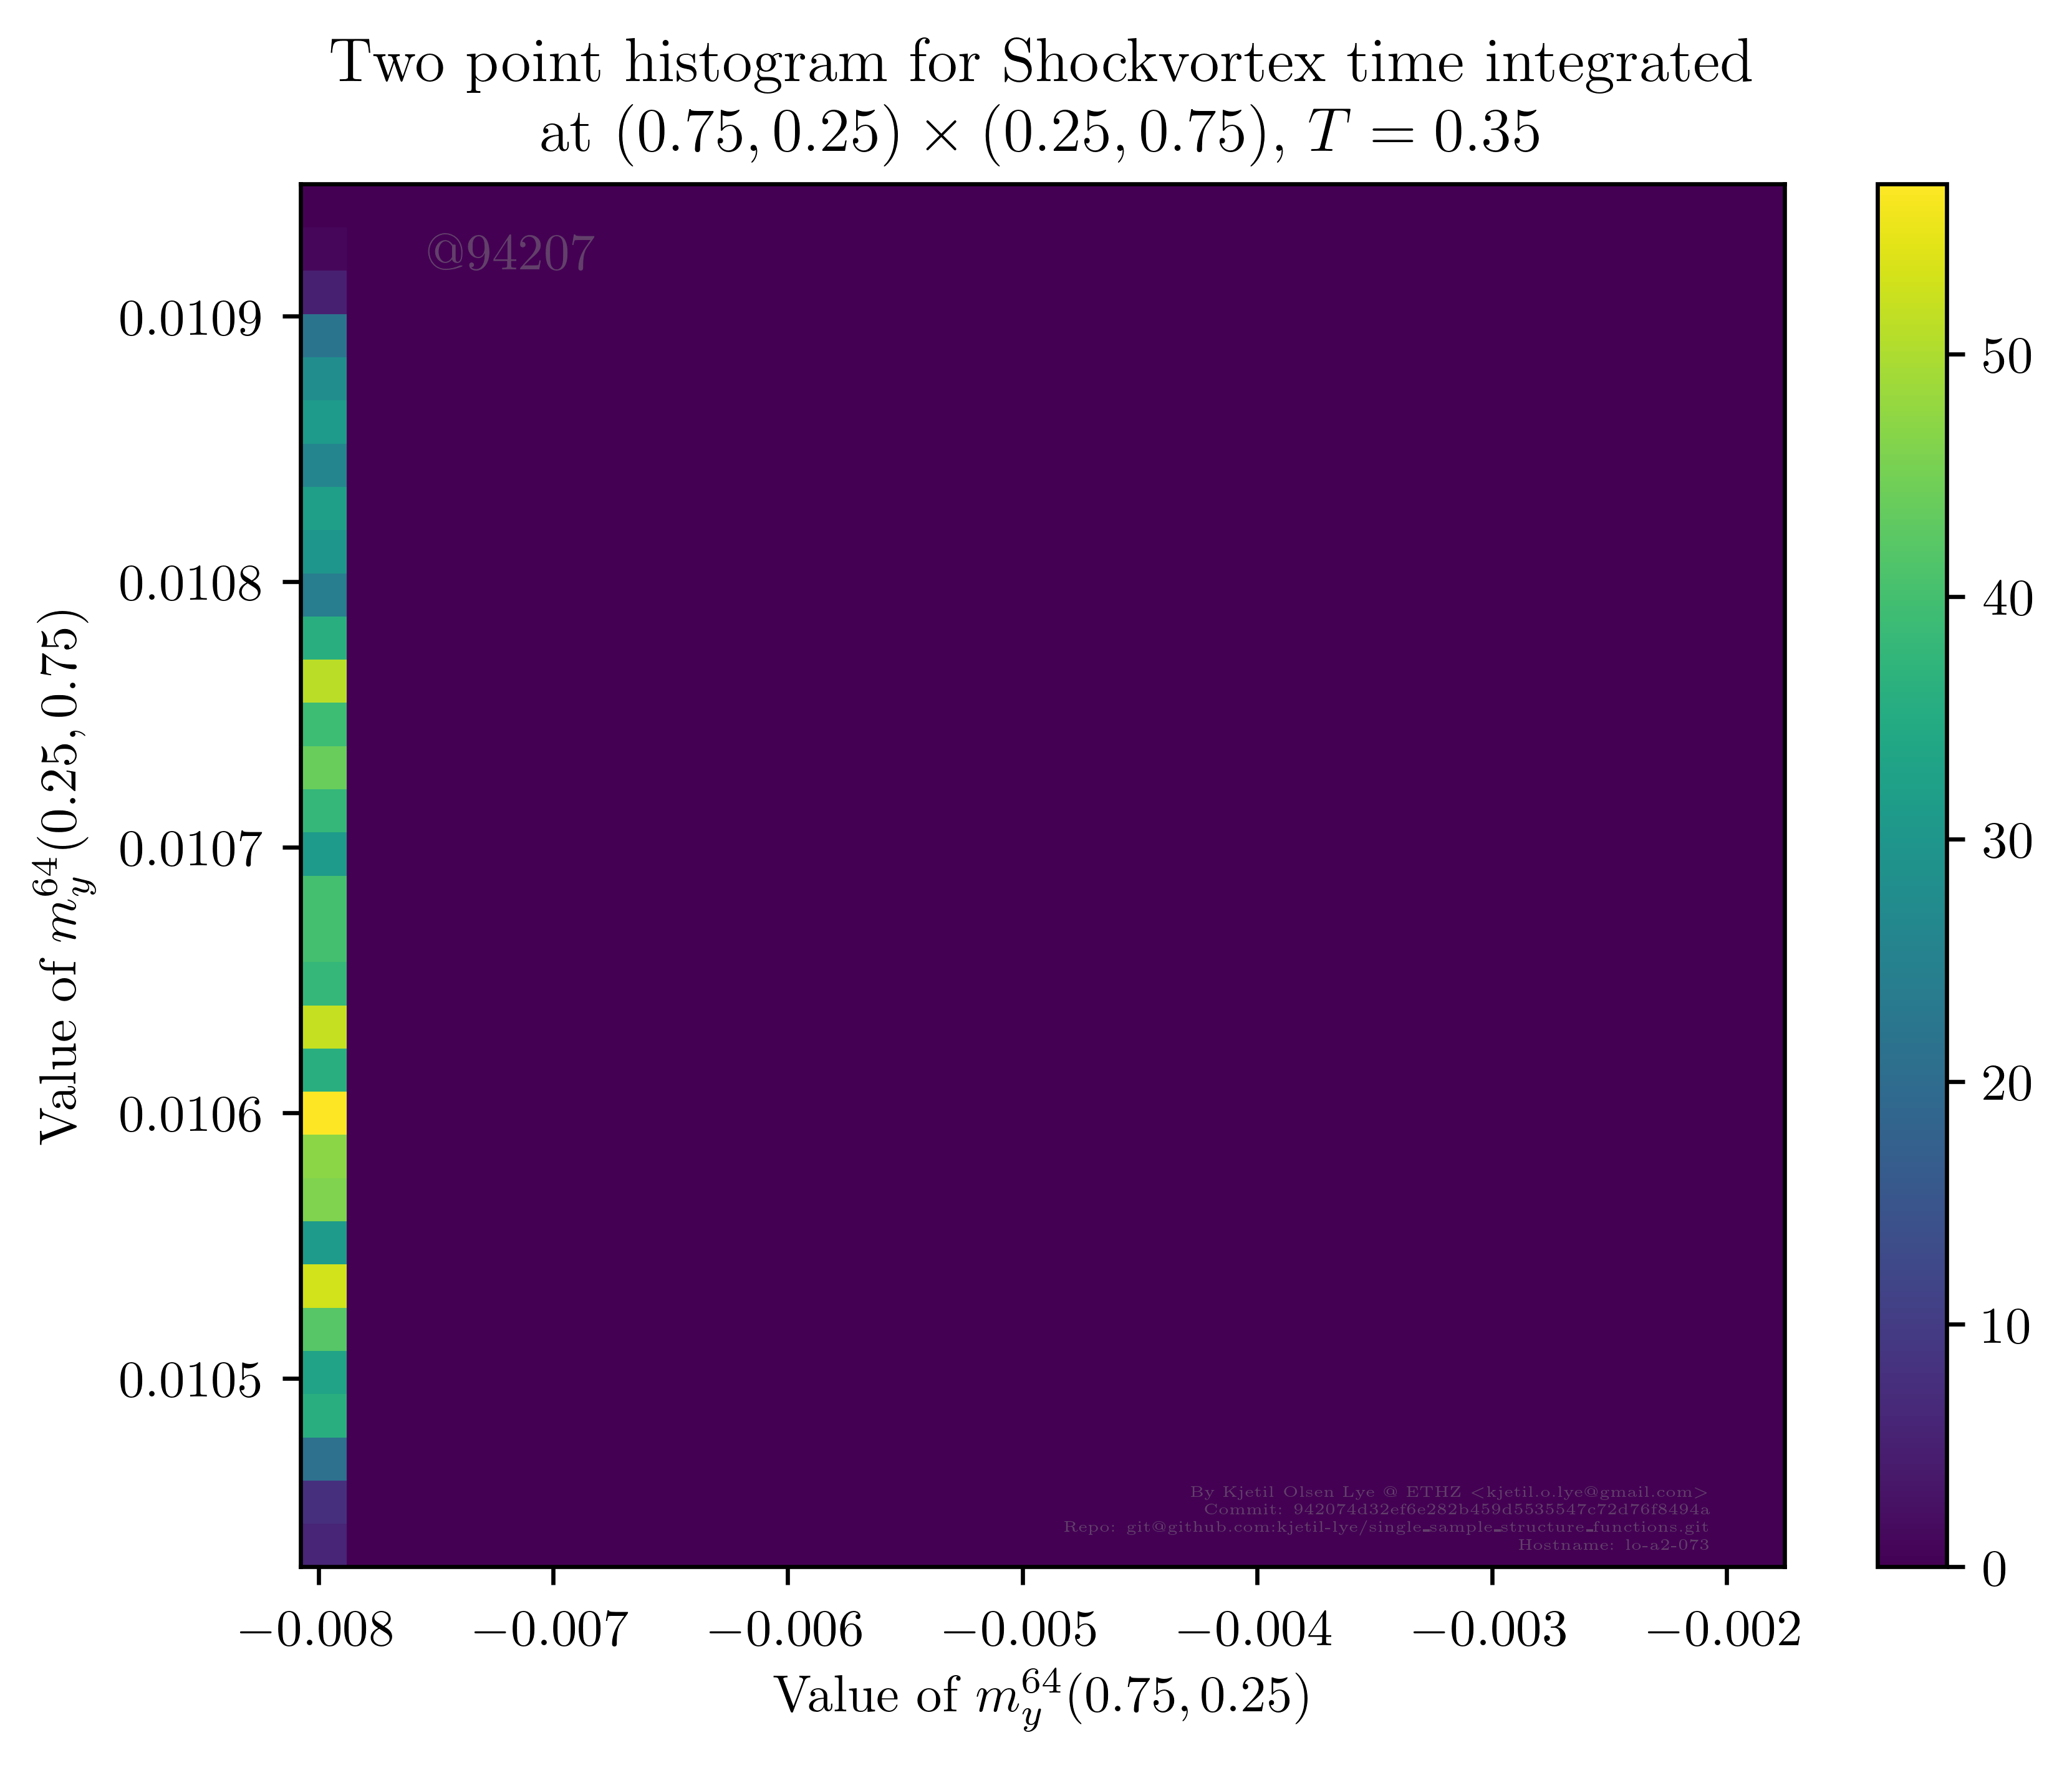 Two point histogram for Shockvortex time integrated
at (0.75, 0.25) × (0.25, 0.75), T = 0.35
@94207
0.0109
0.0108
0.0107
0.0106
0.0105
Value of m_y^64(0.25, 0.75)
50
40
30
20
10
0
By Kjetil Olsen Lye @ ETHZ <kjetil.o.lye@gmail.com>
Commit: 942074d32ef6e282b459d5535547c72d76f8494a
Repo: git@github.com:kjetil-lye/single_sample_structure_functions.git
Hostname: lo-a2-073
−0.008 −0.007 −0.006 −0.005 −0.004 −0.003 −0.002
Value of m_y^64(0.75, 0.25)